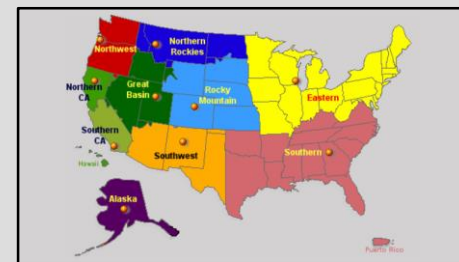 Northwest
Northern
Rockies
Northern
CA
Great
Basin
Rocky
Mountain
Eastern
Southern
CA
Southwest
Southern
Hawaii
Alaska
Puerto Rico